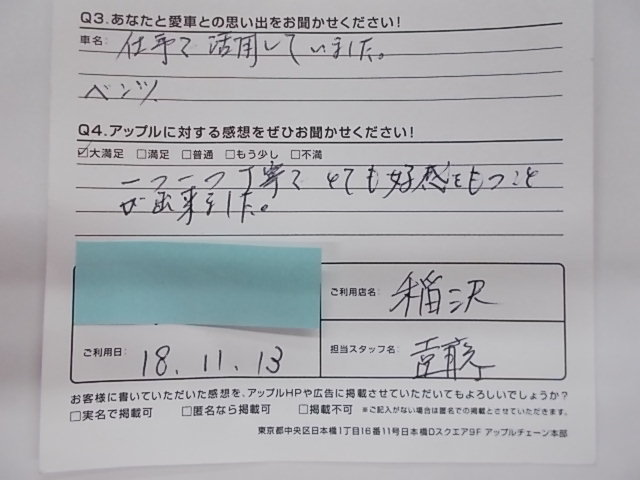 Q3.あなたと愛車との思い出をお聞かせください!
車名:
仕事で活用していました。
ベンツ
Q4.アップルに対する感想をぜひお聞かせください!
☑大満足 □満足 □普通 □もう少し □不満
一つ一つ丁寧で とても好感をもつこと
が出来ました。
ご利用店名: 稲沢
ご利用日: 18.11.13
担当スタッフ名:
お客様に書いていただいた感想を、アップルHPや広告に掲載させていただいてもよろしいでしょうか?
□実名で掲載可 □匿名なら掲載可 □掲載不可 ※ご記入がない場合は匿名での掲載とさせていただきます。
東京都中央区日本橋1丁目16番11号日本橋Dスクエア9F アップルチェーン本部